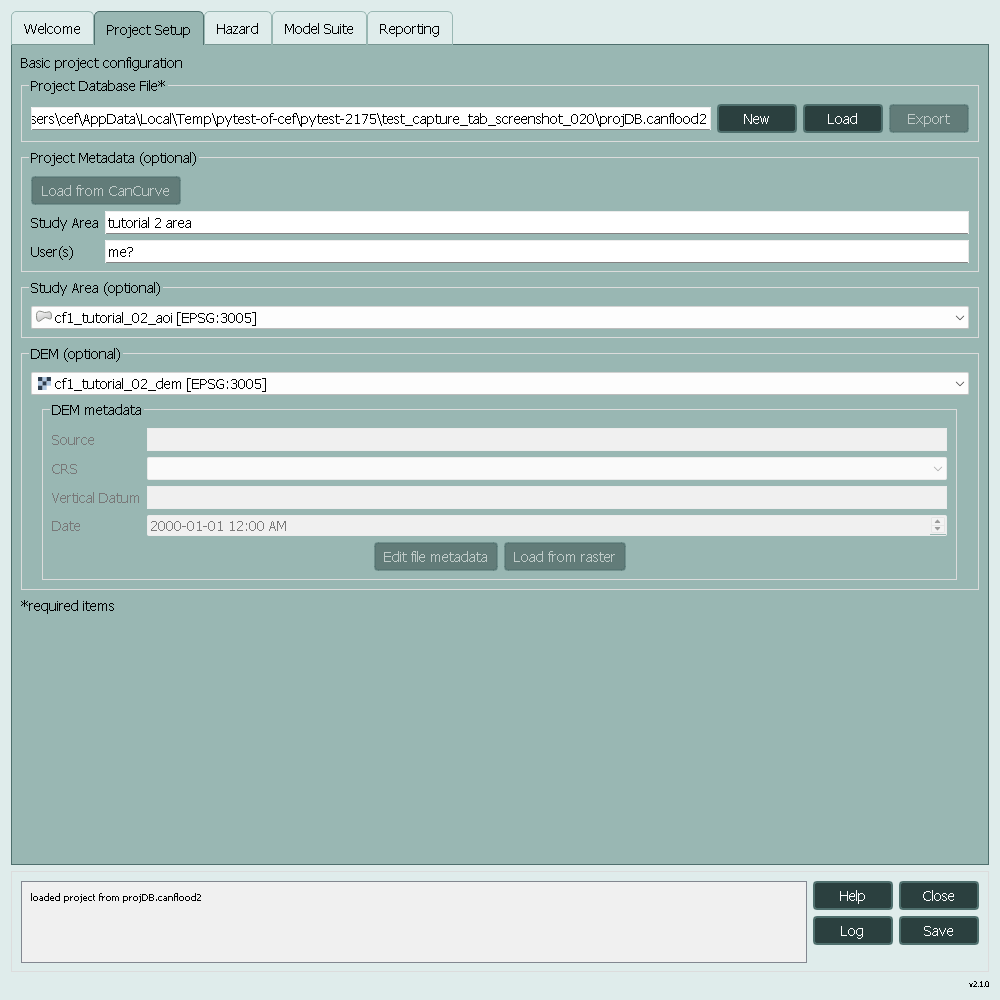 Welcome Project Setup Hazard Model Suite Reporting
Basic project configuration
Project Database File*
sers\cef\AppData\Local\Temp\pytest-of-cef\pytest-2175\test_capture_tab_screenshot_020\projDB.canflood2 New Load Export
Project Metadata (optional)
Load from CanCurve
Study Area tutorial 2 area
User(s) me?
Study Area (optional)
cf1_tutorial_02_aoi [EPSG:3005]
DEM (optional)
cf1_tutorial_02_dem [EPSG:3005]
DEM metadata
Source
CRS
Vertical Datum
Date 2000-01-01 12:00 AM
Edit file metadata Load from raster
*required items
loaded project from projDB.canflood2
Help Close
Log Save
v2.1.0